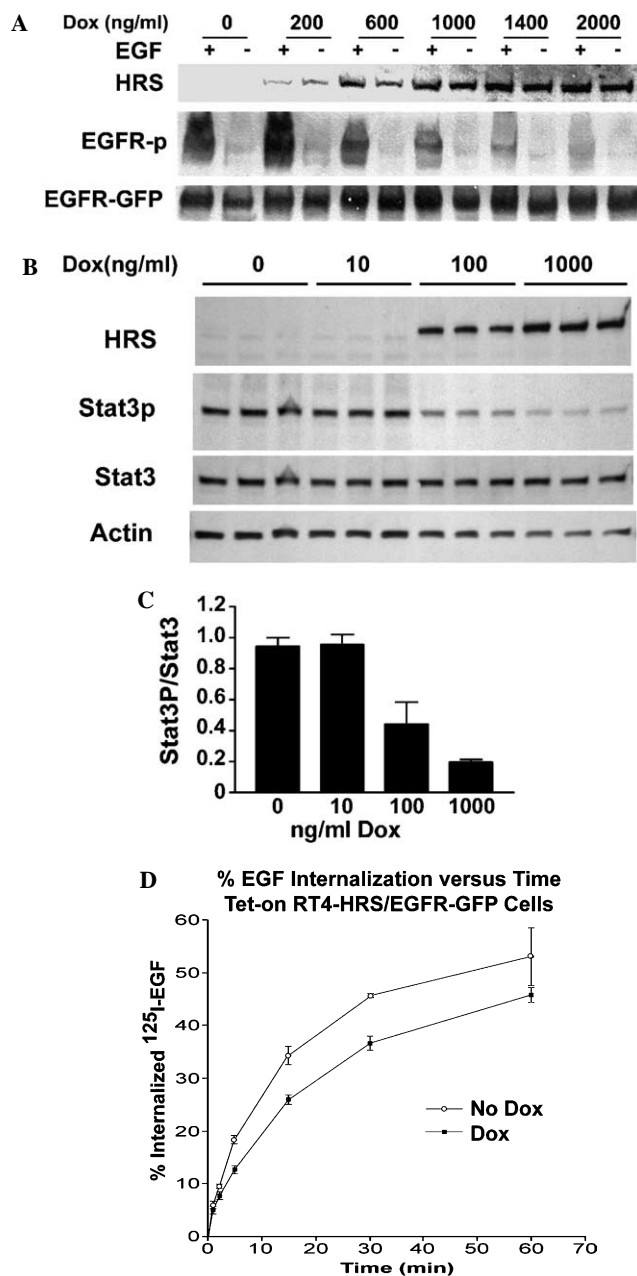 A
Dox (ng/ml) 0 200 600 1000 1400 2000
EGF + - + - + - + - + - + -
HRS
EGFR-p
EGFR-GFP
B
Dox(ng/ml) 0 10 100 1000
HRS
Stat3p
Stat3
Actin
C
Stat3P/Stat3
1.2
1.0
0.8
0.6
0.4
0.2
0
0 10 100 1000
ng/ml Dox
D
% EGF Internalization versus Time
Tet-on RT4-HRS/EGFR-GFP Cells
% Internalized 125I-EGF
60
50
40
30
20
10
0
No Dox
Dox
0 10 20 30 40 50 60 70
Time (min)